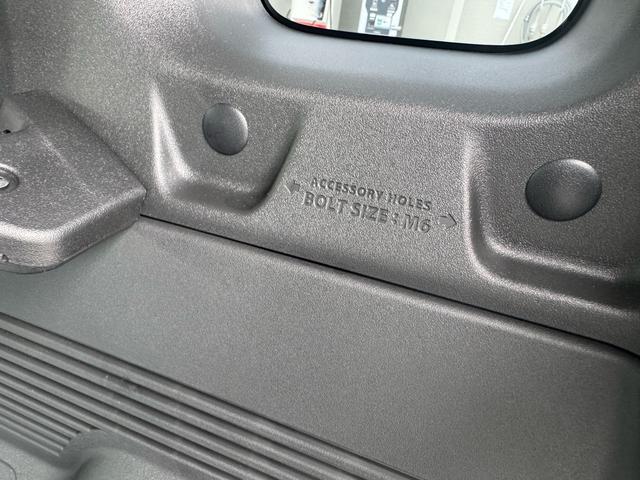 ACCESSORY HOLES
BOLT SIZE : M6